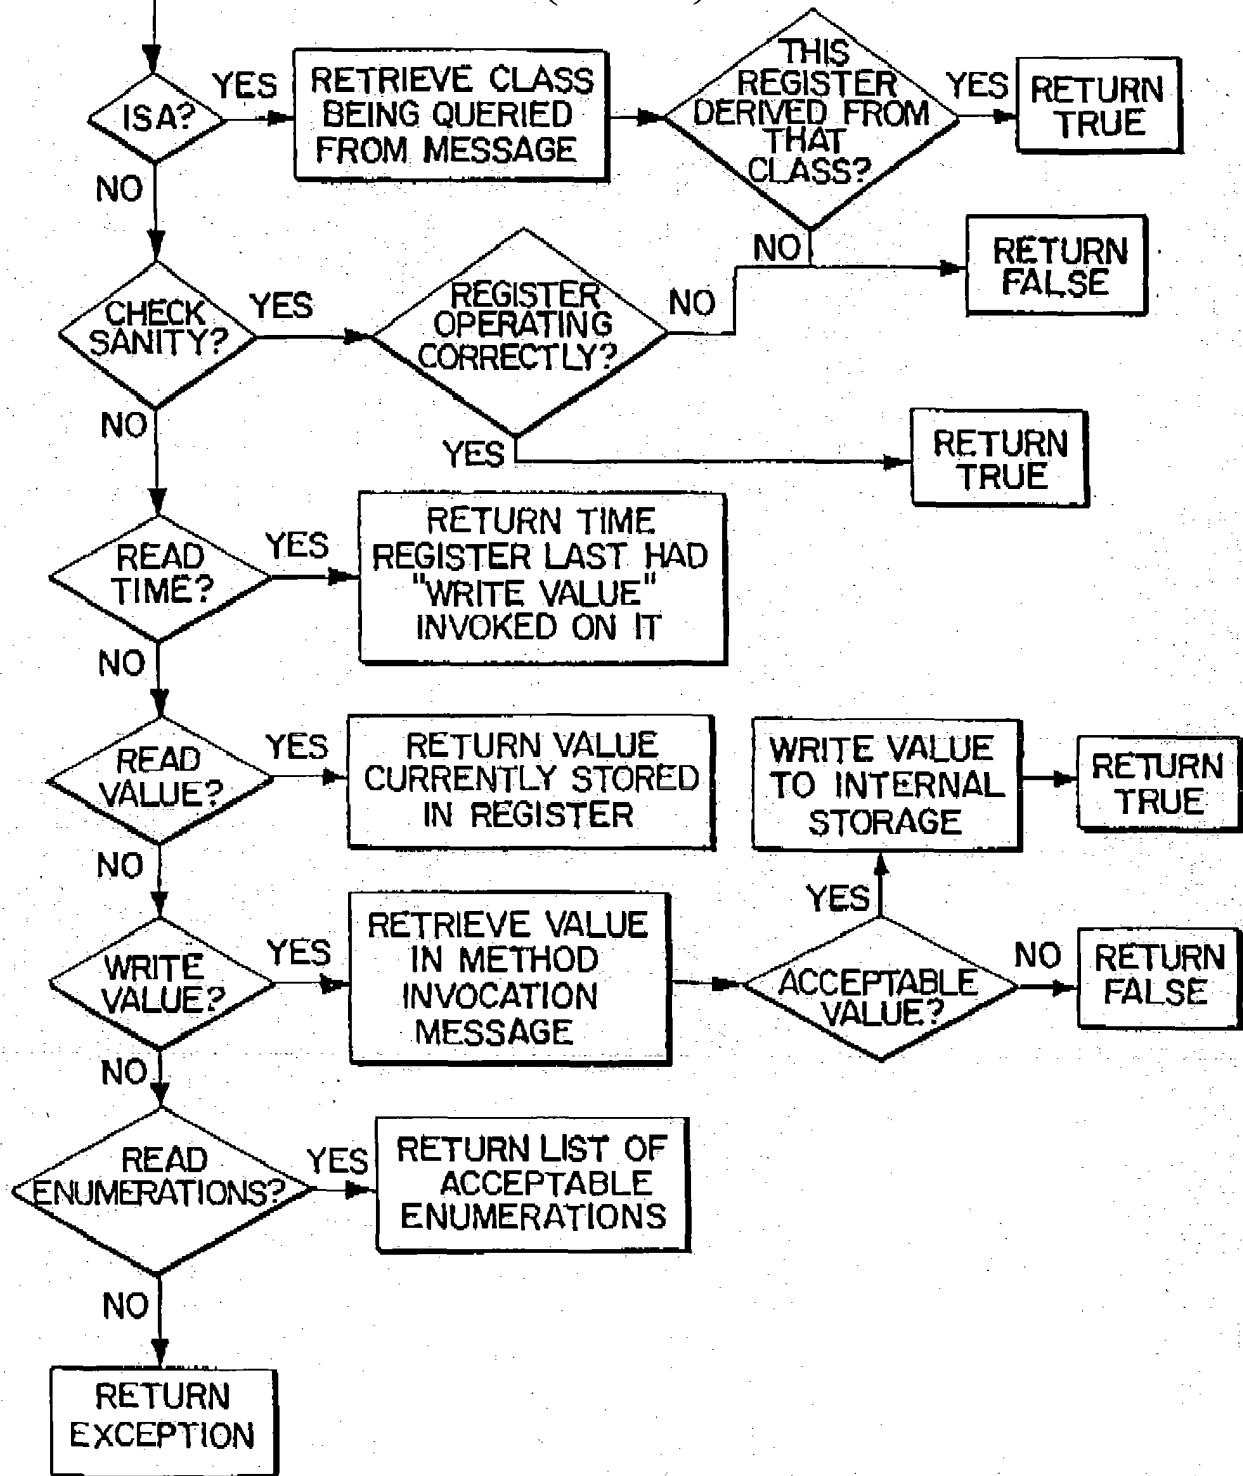 ISA?
YES
RETRIEVE CLASS
BEING QUERIED
FROM MESSAGE
THIS
REGISTER
DERIVED FROM
THAT
CLASS?
YES
RETURN
TRUE
NO
NO
RETURN
FALSE
CHECK
SANITY?
YES
REGISTER
OPERATING
CORRECTLY?
NO
NO
YES
RETURN
TRUE
READ
TIME?
YES
RETURN TIME
REGISTER LAST HAD
"WRITE VALUE"
INVOKED ON IT
NO
READ
VALUE?
YES
RETURN VALUE
CURRENTLY STORED
IN REGISTER
WRITE VALUE
TO INTERNAL
STORAGE
RETURN
TRUE
NO
YES
WRITE
VALUE?
YES
RETRIEVE VALUE
IN METHOD
INVOCATION
MESSAGE
ACCEPTABLE
VALUE?
NO
RETURN
FALSE
NO
READ
ENUMERATIONS?
YES
RETURN LIST OF
ACCEPTABLE
ENUMERATIONS
NO
RETURN
EXCEPTION